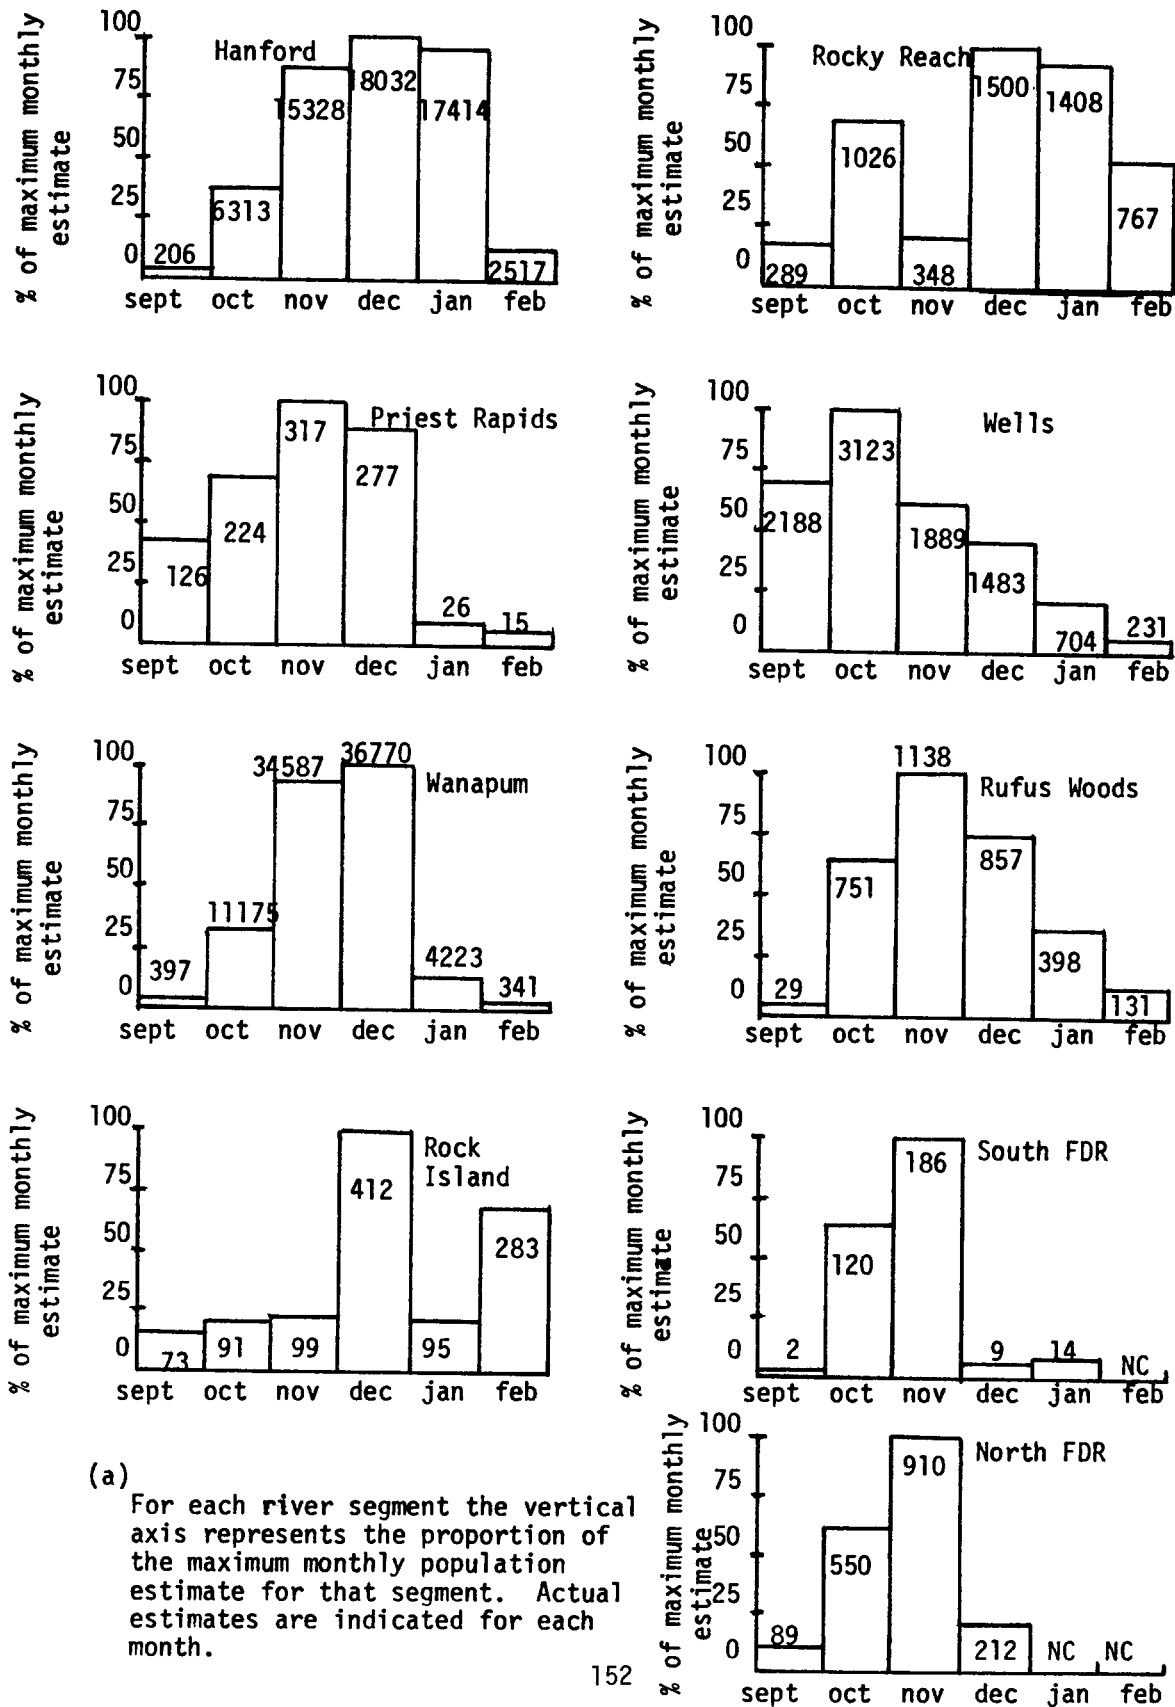 % of maximum monthly
estimate
100
75
50
25
0
Hanford
206
6313
15328
18032
17414
2517
sept oct nov dec jan feb
% of maximum monthly
estimate
100
75
50
25
0
Rocky Reach
289
1026
348
1500
1408
767
sept oct nov dec jan feb
% of maximum monthly
estimate
100
75
50
25
0
Priest Rapids
126
224
317
277
26
15
sept oct nov dec jan feb
% of maximum monthly
estimate
100
75
50
25
0
Wells
2188
3123
1889
1483
704
231
sept oct nov dec jan feb
% of maximum monthly
estimate
100
75
50
25
0
Wanapum
397
11175
34587
36770
4223
341
sept oct nov dec jan feb
% of maximum monthly
estimate
100
75
50
25
0
Rufus Woods
29
751
1138
857
398
131
sept oct nov dec jan feb
% of maximum monthly
estimate
100
75
50
25
0
Rock
Island
73
91
99
412
95
283
sept oct nov dec jan feb
% of maximum monthly
estimate
100
75
50
25
0
South FDR
2
120
186
9
14
NC
sept oct nov dec jan feb
% of maximum monthly
estimate
100
75
50
25
0
North FDR
89
550
910
212
NC
NC
sept oct nov dec jan feb
(a)
For each river segment the vertical
axis represents the proportion of
the maximum monthly population
estimate for that segment. Actual
estimates are indicated for each
month.
152